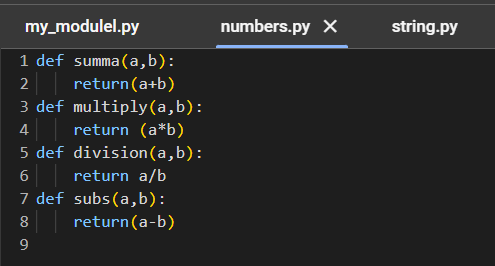 my_modulel.py numbers.py × string.py
1 def summa(a,b):
2     return(a+b)
3 def multiply(a,b):
4     return (a*b)
5 def division(a,b):
6     return a/b
7 def subs(a,b):
8     return(a-b)
9